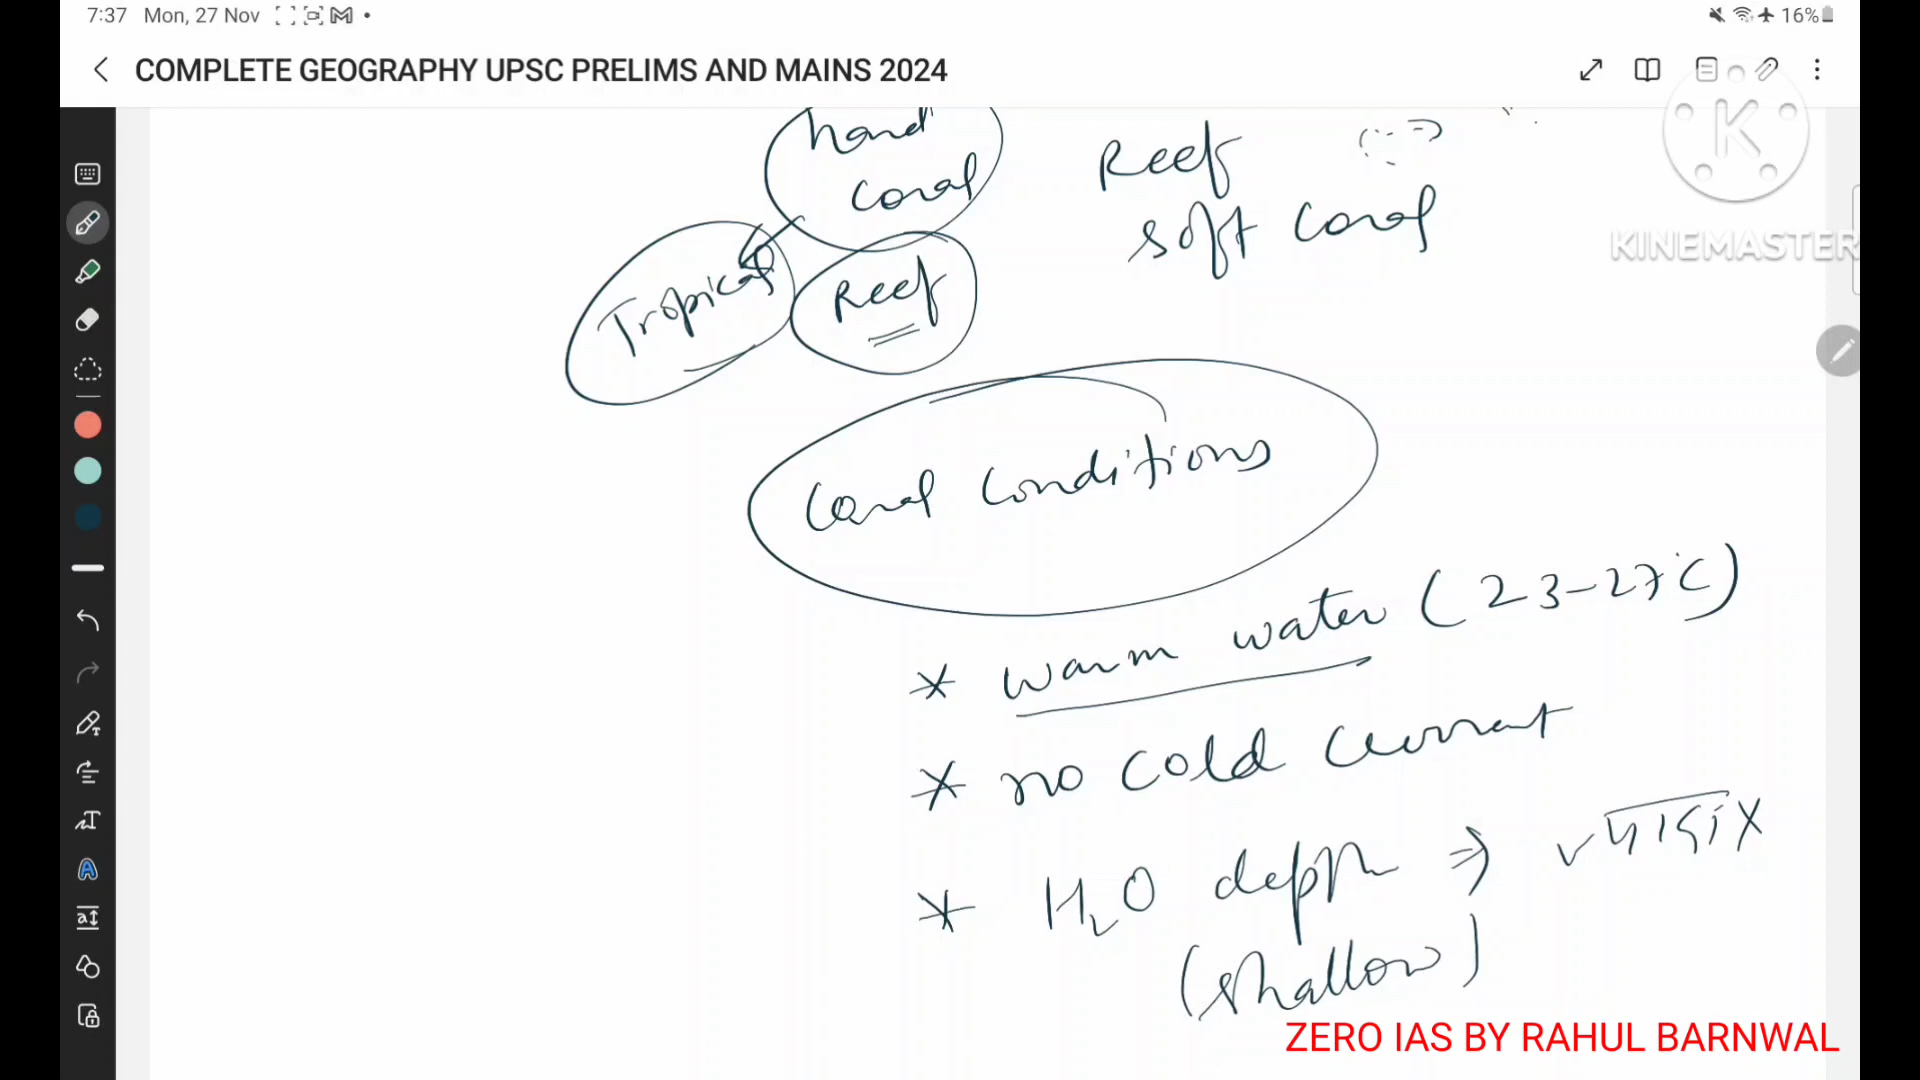 7:37 Mon, 27 Nov
16%
COMPLETE GEOGRAPHY UPSC PRELIMS AND MAINS 2024
K
KINEMASTER
hard
coral
Reef
soft coral
Tropical
Reef
Coral conditions
* warm water (23-27°C)
* no cold current
* H2O depth ⇒
(shallow)
ZERO IAS BY RAHUL BARNWAL